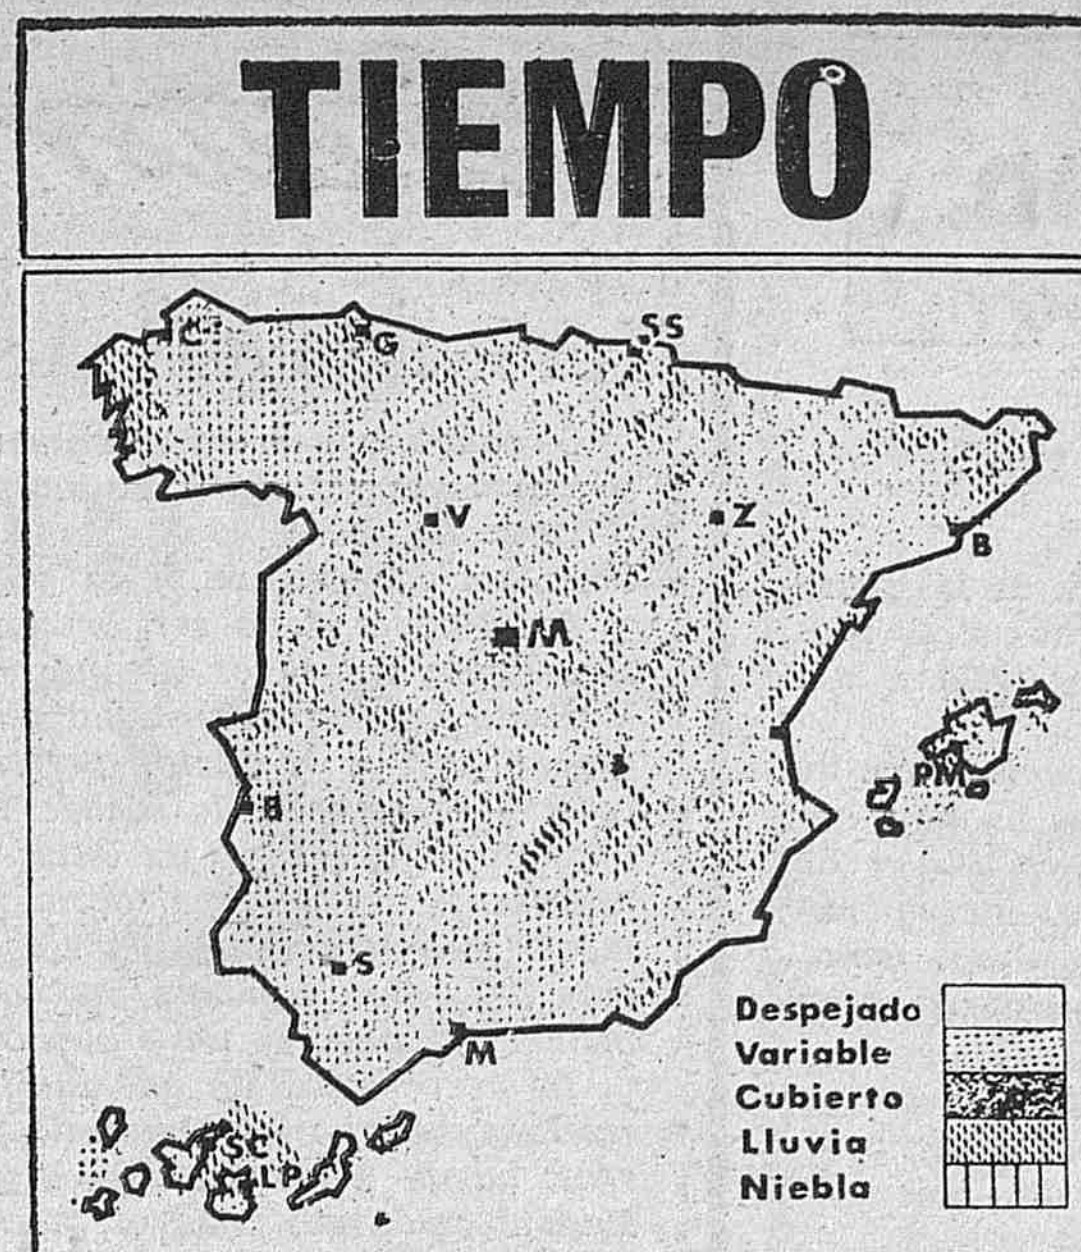 TIEMPO
C
G
SS
V
Z
B
M
PM
B
S
M
SC
LP
Despejado
Variable
Cubierto
Lluvia
Niebla